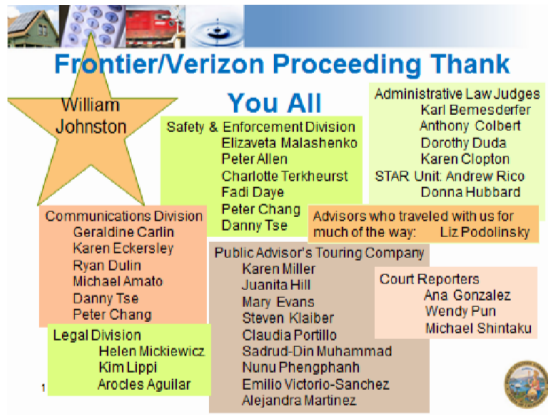 Frontier/Verizon Proceeding Thank
You All
William
Johnston
Safety & Enforcement Division
Elizaveta Malashenko
Peter Allen
Charlotte Terkheurst
Fadi Daye
Peter Chang
Danny Tse
Administrative Law Judges
Karl Bemesderfer
Anthony Colbert
Dorothy Duda
Karen Clopton
STAR Unit: Andrew Rico
Donna Hubbard
Communications Division
Geraldine Carlin
Karen Eckersley
Ryan Dulin
Michael Amato
Danny Tse
Peter Chang
Advisors who traveled with us for
much of the way: Liz Podolinsky
Public Advisor's Touring Company
Karen Miller
Juanita Hill
Mary Evans
Steven Klaiber
Claudia Portillo
Sadrud-Din Muhammad
Nunu Phengphanh
Emilio Victorio-Sanchez
Alejandra Martinez
Court Reporters
Ana Gonzalez
Wendy Pun
Michael Shintaku
Legal Division
Helen Mickiewicz
Kim Lippi
Arocles Aguilar
1